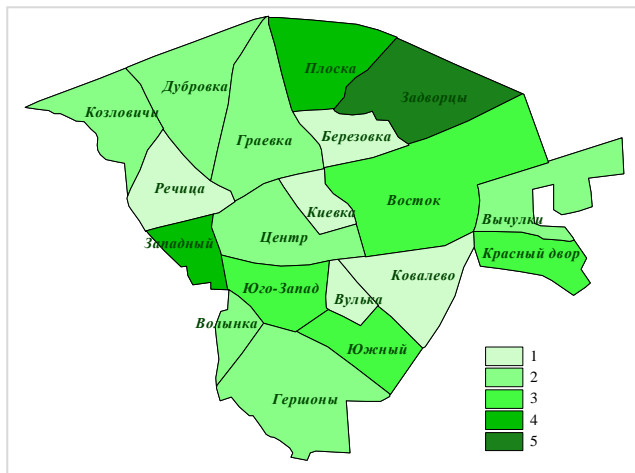 Плоска
Дубровка
Задворцы
Козловичи
Граевка
Березовка
Речица
Восток
Киевка
Вычулки
Центр
Западный
Красный двор
Ковалево
Юго-Запад
Вулька
Волынка
Южный
Гершоны
1
2
3
4
5